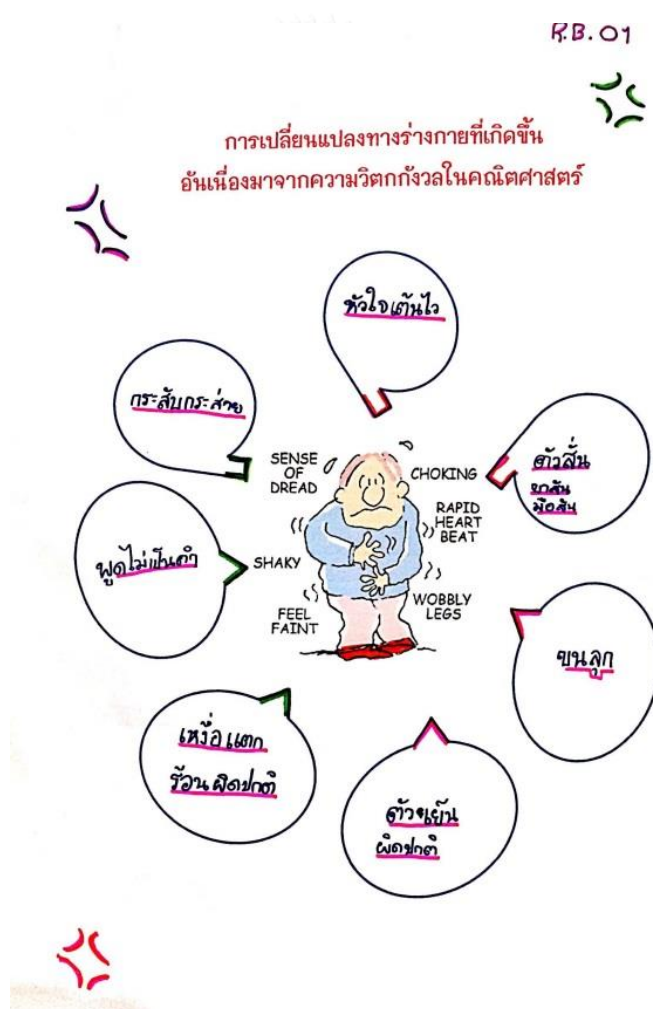 R.B. 01
การเปลี่ยนแปลงทางร่างกายที่เกิดขึ้น
อันเนื่องมาจากความวิตกกังวลในคณิตศาสตร์
หัวใจเต้นไว
กระสับกระส่าย
ตัวสั่น
ขาสั่น
มือสั่น
SENSE
OF
DREAD
CHOKING
RAPID
HEART
BEAT
พูดไม่เป็นคำ
SHAKY
FEEL
FAINT
WOBBLY
LEGS
ขนลุก
เหงื่อแตก
ร้อนผิดปกติ
ตัวเย็น
ผิดปกติ